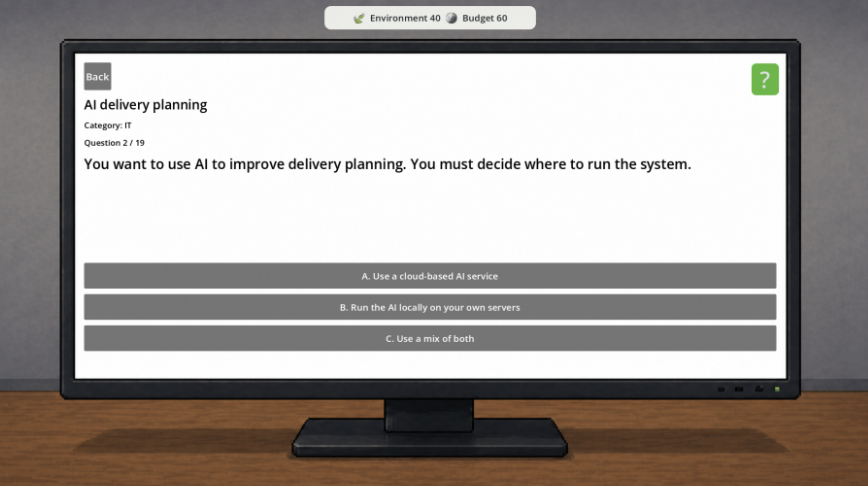 Environment 40 Budget 60
Back
?
AI delivery planning
Category: IT
Question 2 / 19
You want to use AI to improve delivery planning. You must decide where to run the system.
A. Use a cloud-based AI service
B. Run the AI locally on your own servers
C. Use a mix of both